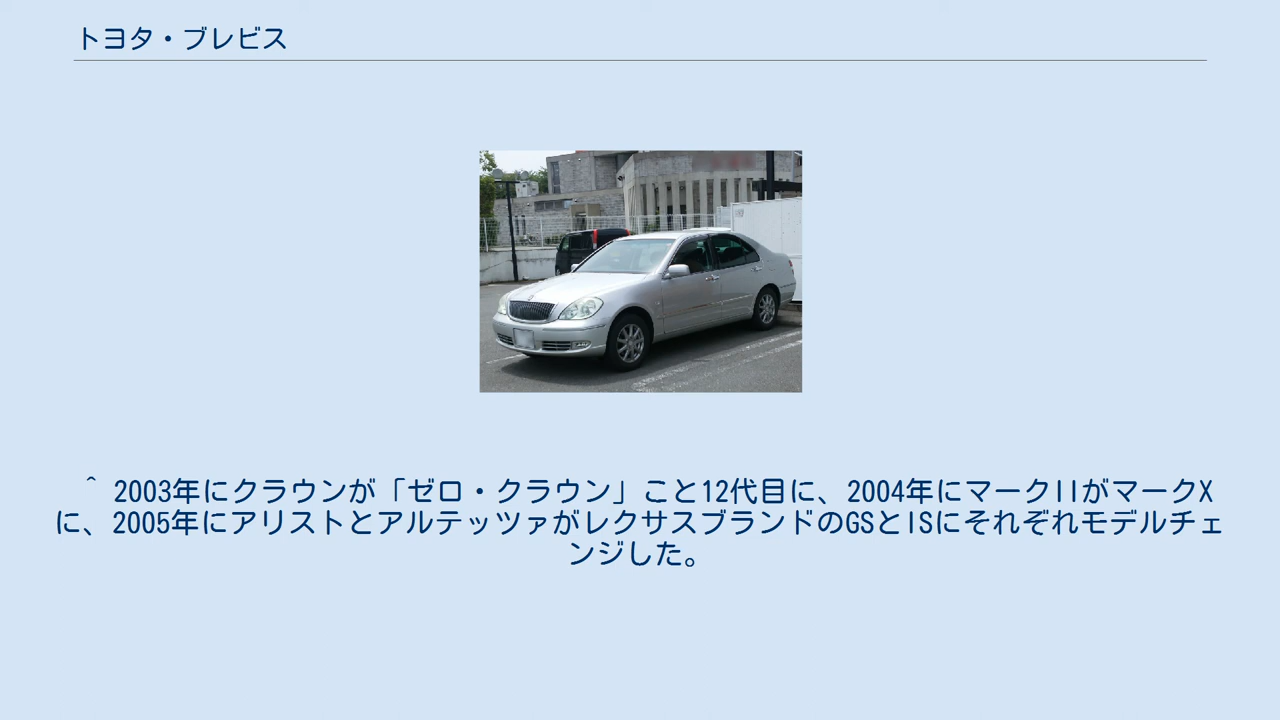 トヨタ・ブレビス
^ 2003年にクラウンが「ゼロ・クラウン」こと12代目に、2004年にマークIIがマークX
に、2005年にアリストとアルテッツァがレクサスブランドのGSとISにそれぞれモデルチェ
ンジした。